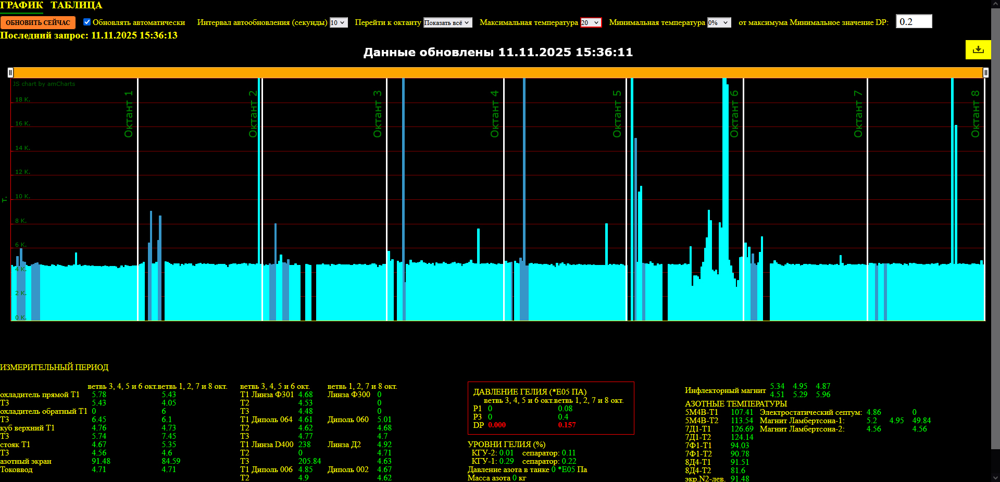 ГРАФИК ТАБЛИЦА
ОБНОВИТЬ СЕЙЧАС Обновлять автоматически Интервал автообновления (секунды) 10 Перейти к октанту Показать всё Максимальная температура 20 Минимальная температура 0% от максимума Минимальное значение DP: 0.2
Последний запрос: 11.11.2025 15:36:13
Данные обновлены 11.11.2025 15:36:11
JS chart by amCharts
Октант 1 Октант 2 Октант 3 Октант 4 Октант 5 Октант 6 Октант 7 Октант 8
18 K.
16 K.
14 K.
12 K.
10 K.
T.
8 K.
6 K.
4 K.
2 K.
0 K.
ИЗМЕРИТЕЛЬНЫЙ ПЕРИОД
ветвь 3, 4, 5 и 6 окт. ветвь 1, 2, 7 и 8 окт.
охладитель прямой T1 5.78 5.43
T3 5.43 4.05
охладитель обратный T1 0 6
T3 6.45 6.1
куб верхний T1 4.76 4.73
T3 5.74 7.45
стояк T1 4.67 5.35
T3 4.56 4.6
азотный экран 91.48 84.59
Токоввод 4.71 4.71
ветвь 3, 4, 5 и 6 окт. ветвь 1, 2, 7 и 8 окт.
T1 Линза Ф301 4.68 Линза Ф300 0
T2 4.53 0
T3 4.48 0
T1 Диполь 064 4.61 Диполь 060 5.01
T2 4.62 4.68
T3 4.77 4.7
T1 Линза D400 238 Линза Д2 4.92
T2 0 4.71
T3 205.84 4.63
T1 Диполь 006 4.85 Диполь 002 4.67
T2 4.9 4.62
ДАВЛЕНИЕ ГЕЛИЯ (*E05 ПА)
ветвь 3, 4, 5 и 6 окт. ветвь 1, 2, 7 и 8 окт.
P1 0 0.08
P3 0 0.4
DP 0.000 0.157
УРОВНИ ГЕЛИЯ (%)
КГУ-2: 0.01 сепаратор: 0.11
КГУ-1: 0.29 сепаратор: 0.22
Давление азота в танке 0 *E05 Па
Масса азота 0 кг
Инфлекторный магнит 5.34 4.95 4.87
4.51 5.29 5.96
АЗОТНЫЕ ТЕМПЕРАТУРЫ
5М4В-Т1 107.41 Электростатический септум: 4.86 0
5М4В-Т2 113.54 Магнит Ламбертсона-1: 5.2 4.95 49.84
7Д1-Т1 126.69 Магнит Ламбертсона-2: 4.56 4.56
7Д1-Т2 124.14
7Ф1-Т1 94.03
7Ф1-Т2 90.78
8Д4-Т1 91.51
8Д4-Т2 81.6
экр.N2-лев. 91.48